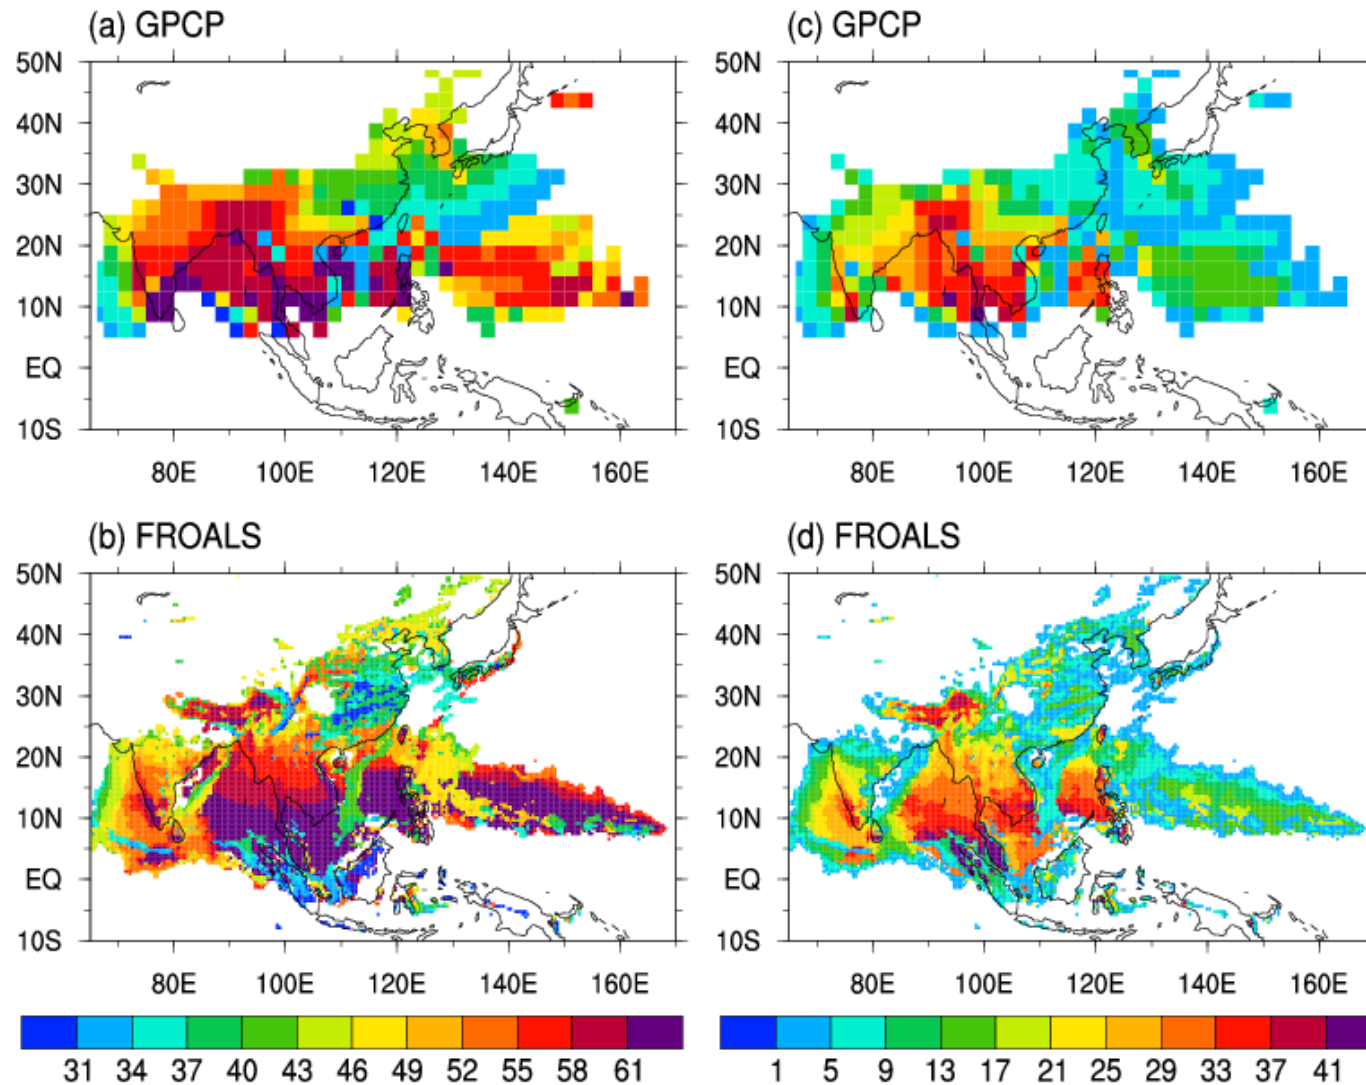 (a) GPCP
50N
40N
30N
20N
10N
EQ
10S
80E 100E 120E 140E 160E
(c) GPCP
50N
40N
30N
20N
10N
EQ
10S
80E 100E 120E 140E 160E
(b) FROALS
50N
40N
30N
20N
10N
EQ
10S
80E 100E 120E 140E 160E
31 34 37 40 43 46 49 52 55 58 61
(d) FROALS
50N
40N
30N
20N
10N
EQ
10S
80E 100E 120E 140E 160E
1 5 9 13 17 21 25 29 33 37 41